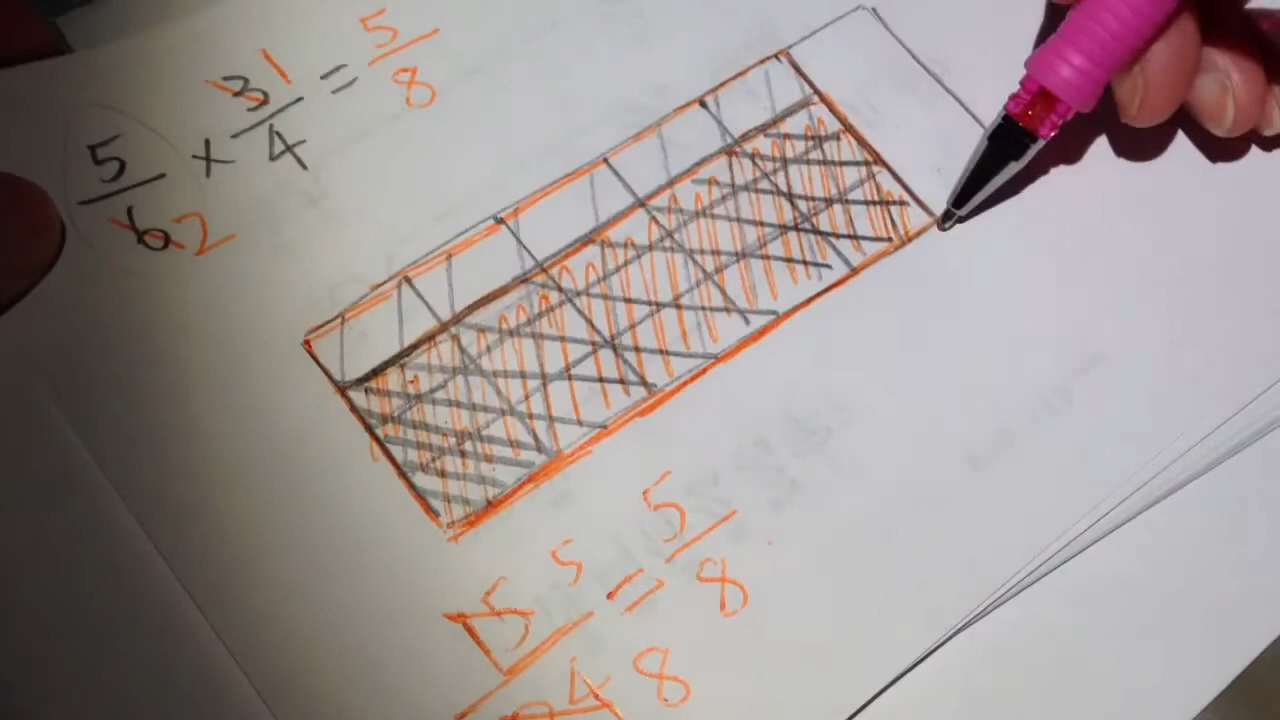 5/6 2 × 3 1/4 = 5/8
15 5/24 8 = 5/8